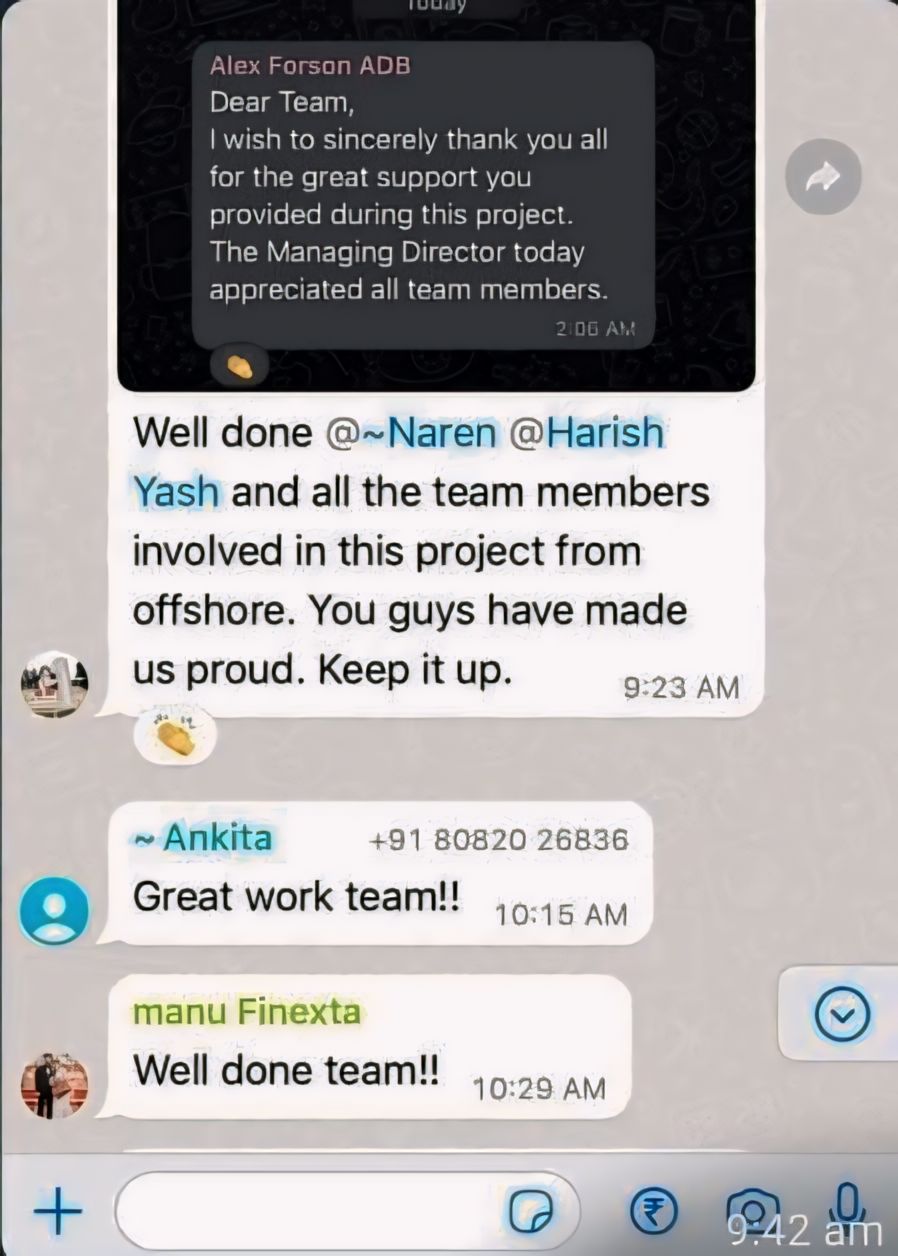 Today
Alex Forson ADB
Dear Team,
I wish to sincerely thank you all
for the great support you
provided during this project.
The Managing Director today
appreciated all team members.
2:06 AM
Well done @~Naren @Harish
Yash and all the team members
involved in this project from
offshore. You guys have made
us proud. Keep it up.
9:23 AM
~ Ankita +91 80820 26836
Great work team!!
10:15 AM
manu Finexta
Well done team!!
10:29 AM
₹
9:42 am